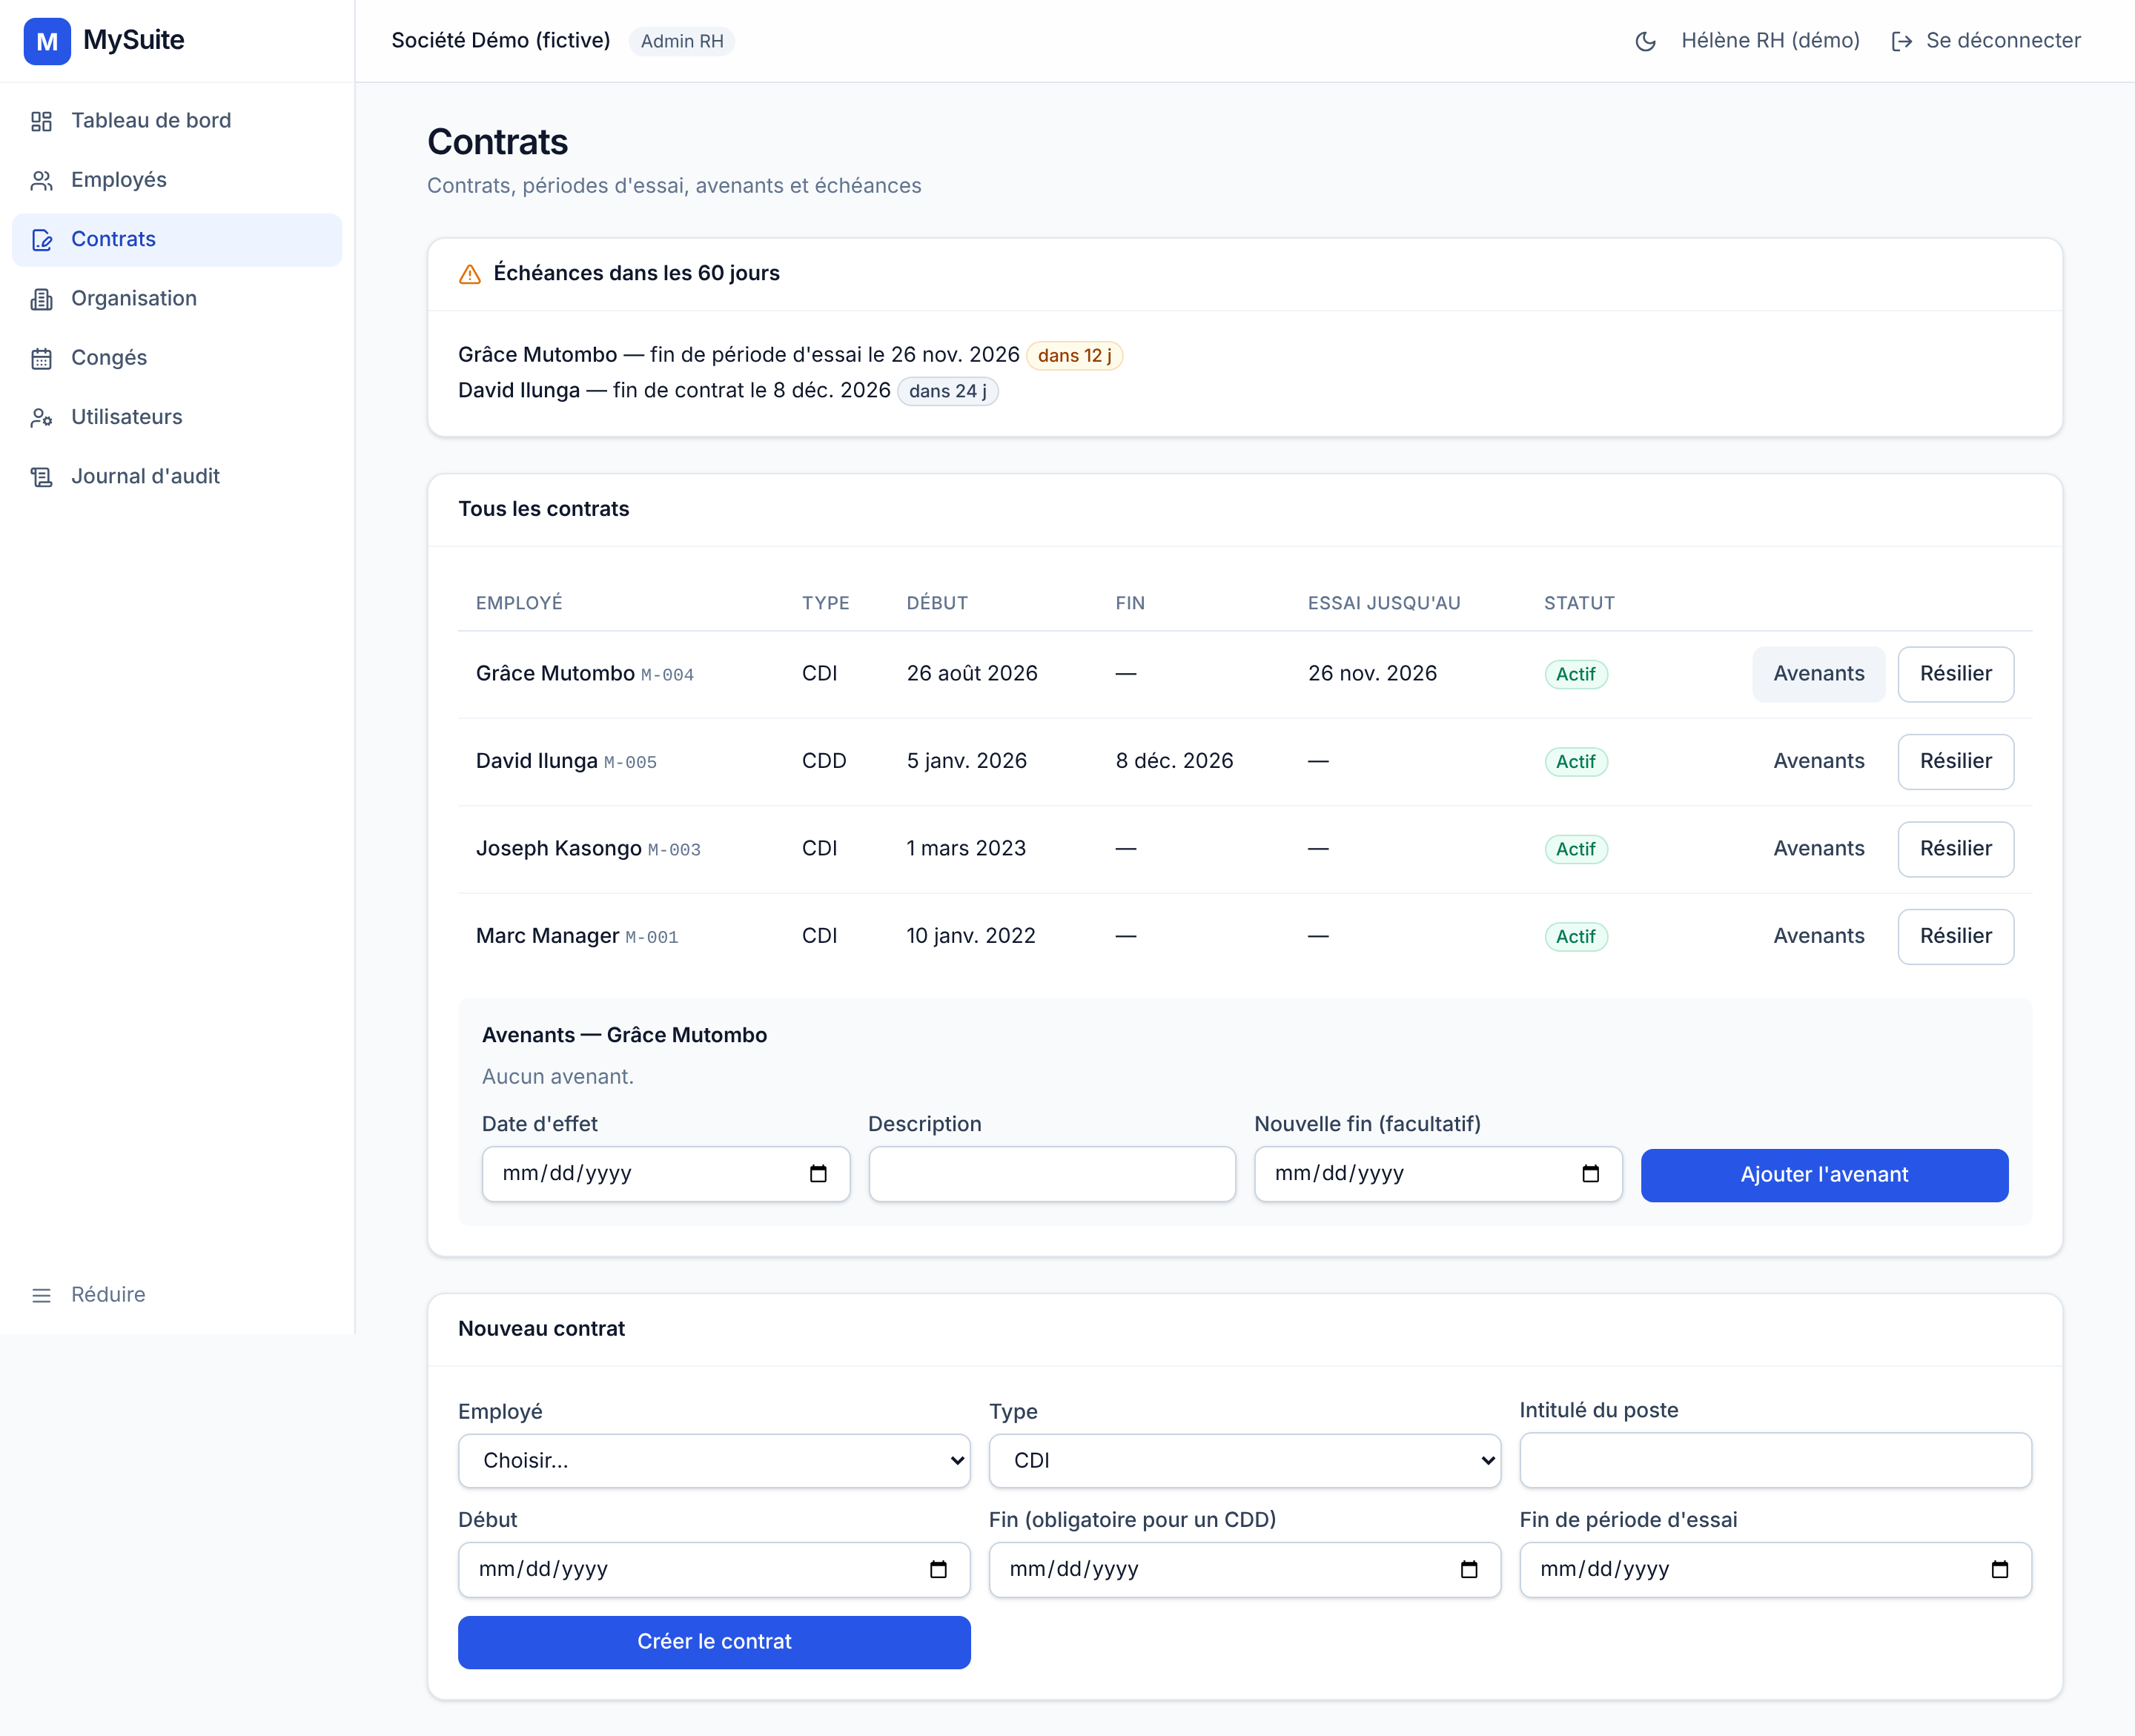 M MySuite
Société Démo (fictive) Admin RH Hélène RH (démo) Se déconnecter
Tableau de bord
Employés
Contrats
Organisation
Congés
Utilisateurs
Journal d'audit
Réduire
Contrats
Contrats, périodes d'essai, avenants et échéances
Échéances dans les 60 jours
Grâce Mutombo — fin de période d'essai le 26 nov. 2026 dans 12 j
David Ilunga — fin de contrat le 8 déc. 2026 dans 24 j
Tous les contrats
EMPLOYÉ TYPE DÉBUT FIN ESSAI JUSQU'AU STATUT
Grâce Mutombo M-004 CDI 26 août 2026 — 26 nov. 2026 Actif Avenants Résilier
David Ilunga M-005 CDD 5 janv. 2026 8 déc. 2026 — Actif Avenants Résilier
Joseph Kasongo M-003 CDI 1 mars 2023 — — Actif Avenants Résilier
Marc Manager M-001 CDI 10 janv. 2022 — — Actif Avenants Résilier
Avenants — Grâce Mutombo
Aucun avenant.
Date d'effet Description Nouvelle fin (facultatif)
mm/dd/yyyy mm/dd/yyyy Ajouter l'avenant
Nouveau contrat
Employé Type Intitulé du poste
Choisir... CDI
Début Fin (obligatoire pour un CDD) Fin de période d'essai
mm/dd/yyyy mm/dd/yyyy mm/dd/yyyy
Créer le contrat